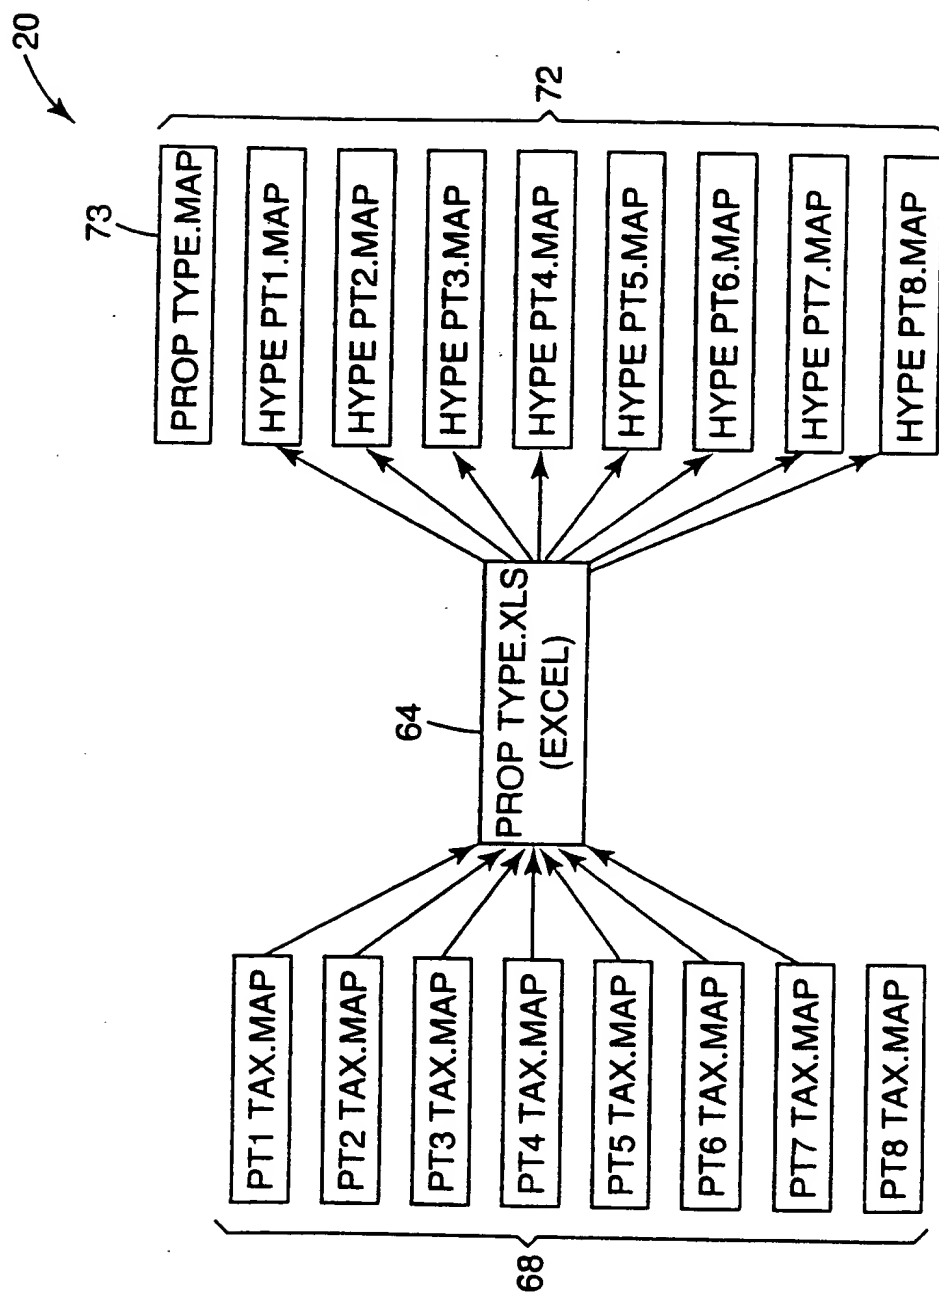 20
68
PT1 TAX.MAP
PT2 TAX.MAP
PT3 TAX.MAP
PT4 TAX.MAP
PT5 TAX.MAP
PT6 TAX.MAP
PT7 TAX.MAP
PT8 TAX.MAP
64
PROP TYPE.XLS
(EXCEL)
73
PROP TYPE.MAP
HYPE PT1.MAP
HYPE PT2.MAP
HYPE PT3.MAP
HYPE PT4.MAP
HYPE PT5.MAP
HYPE PT6.MAP
HYPE PT7.MAP
HYPE PT8.MAP
72